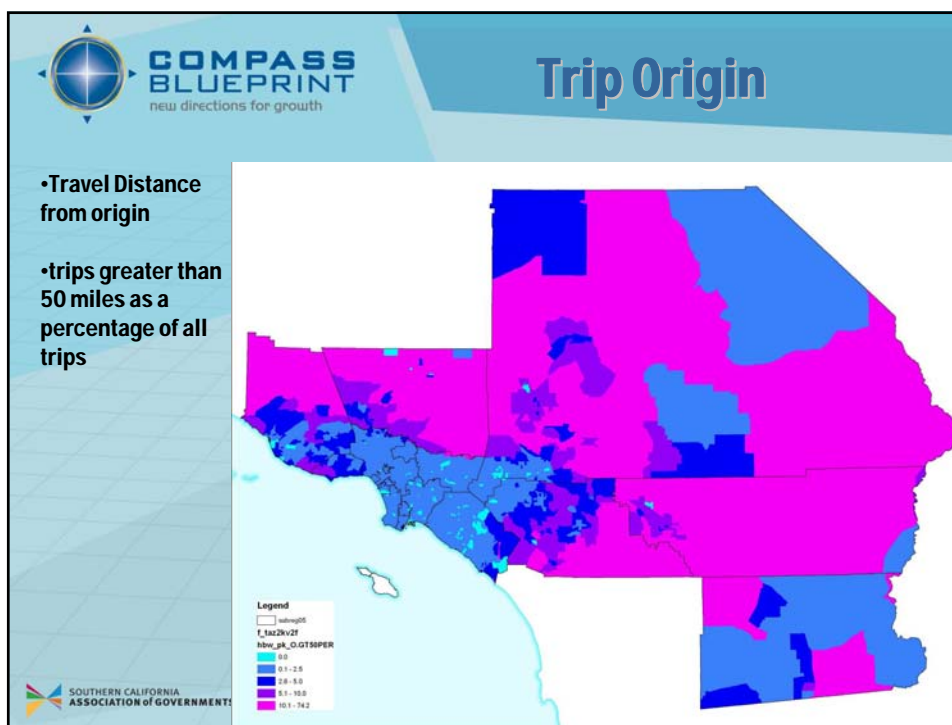 COMPASS
BLUEPRINT
new directions for growth
Trip Origin
•Travel Distance
from origin
•trips greater than
50 miles as a
percentage of all
trips
Legend
subreg05
f_taz2kv2f
hbw_pk_O.GT50PER
0.0
0.1 - 2.5
2.6 - 5.0
5.1 - 10.0
10.1 - 74.2
SOUTHERN CALIFORNIA
ASSOCIATION of GOVERNMENTS